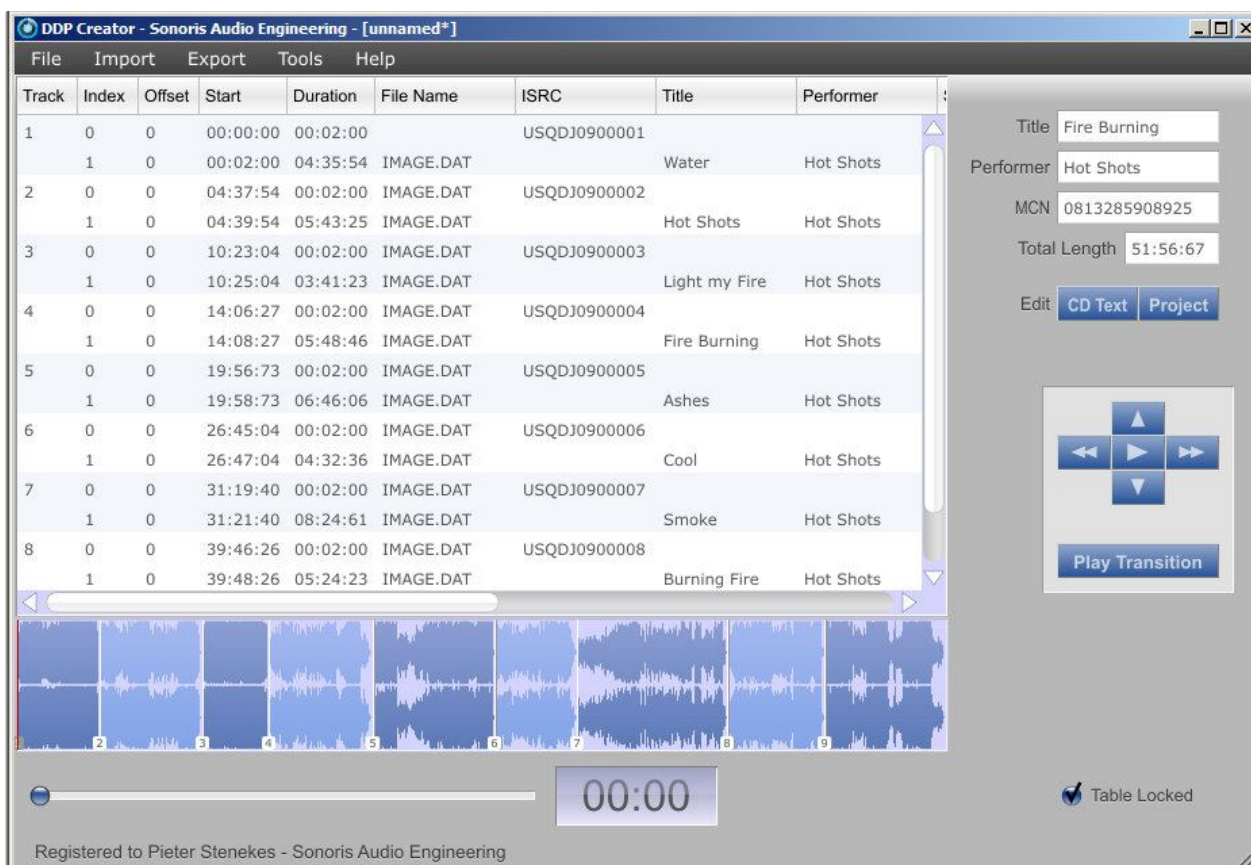 DDP Creator - Sonoris Audio Engineering - [unnamed*]
File Import Export Tools Help
Track Index Offset Start Duration File Name ISRC Title Performer
1 0 0 00:00:00 00:02:00 USQDJ0900001
1 0 00:02:00 04:35:54 IMAGE.DAT Water Hot Shots
2 0 0 04:37:54 00:02:00 IMAGE.DAT USQDJ0900002
1 0 04:39:54 05:43:25 IMAGE.DAT Hot Shots Hot Shots
3 0 0 10:23:04 00:02:00 IMAGE.DAT USQDJ0900003
1 0 10:25:04 03:41:23 IMAGE.DAT Light my Fire Hot Shots
4 0 0 14:06:27 00:02:00 IMAGE.DAT USQDJ0900004
1 0 14:08:27 05:48:46 IMAGE.DAT Fire Burning Hot Shots
5 0 0 19:56:73 00:02:00 IMAGE.DAT USQDJ0900005
1 0 19:58:73 06:46:06 IMAGE.DAT Ashes Hot Shots
6 0 0 26:45:04 00:02:00 IMAGE.DAT USQDJ0900006
1 0 26:47:04 04:32:36 IMAGE.DAT Cool Hot Shots
7 0 0 31:19:40 00:02:00 IMAGE.DAT USQDJ0900007
1 0 31:21:40 08:24:61 IMAGE.DAT Smoke Hot Shots
8 0 0 39:46:26 00:02:00 IMAGE.DAT USQDJ0900008
1 0 39:48:26 05:24:23 IMAGE.DAT Burning Fire Hot Shots
Title Fire Burning
Performer Hot Shots
MCN 0813285908925
Total Length 51:56:67
Edit CD Text Project
Play Transition
2 3 4 5 6 7 8 9
00:00
Table Locked
Registered to Pieter Stenekes - Sonoris Audio Engineering